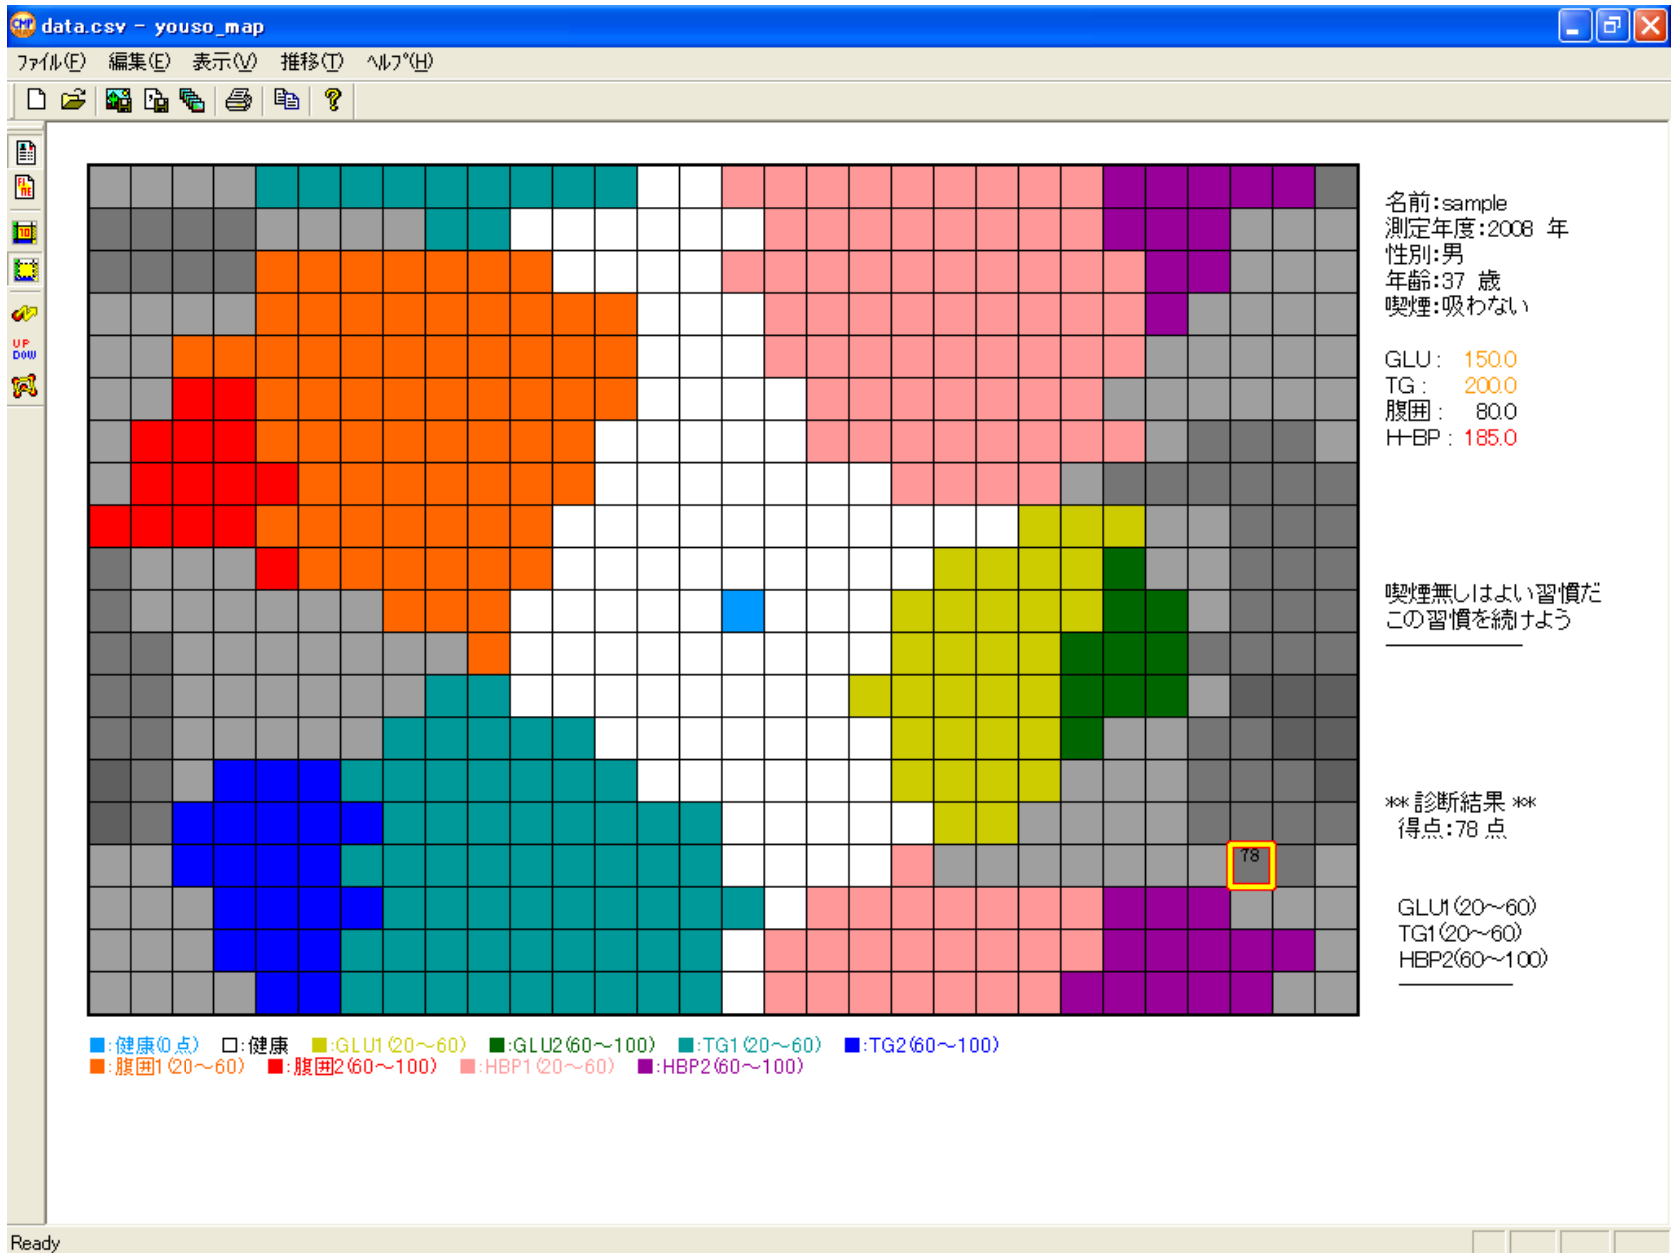 data.csv - youso_map
ファイル(F) 編集(E) 表示(V) 推移(T) ヘルプ(H)
UP
DOW
名前:sample
測定年度:2008 年
性別:男
年齢:37 歳
喫煙:吸わない
GLU : 150.0
TG : 200.0
腹囲 : 80.0
H-BP : 185.0
喫煙無しはよい習慣だ
この習慣を続けよう
** 診断結果 **
得点:78 点
78
GLU1(20～60)
TG1(20～60)
HBP2(60～100)
■:健康(0点) □:健康 ■:GLU1(20～60) ■:GLU2(60～100) ■:TG1(20～60) ■:TG2(60～100)
■:腹囲1(20～60) ■:腹囲2(60～100) ■:HBP1(20～60) ■:HBP2(60～100)
Ready